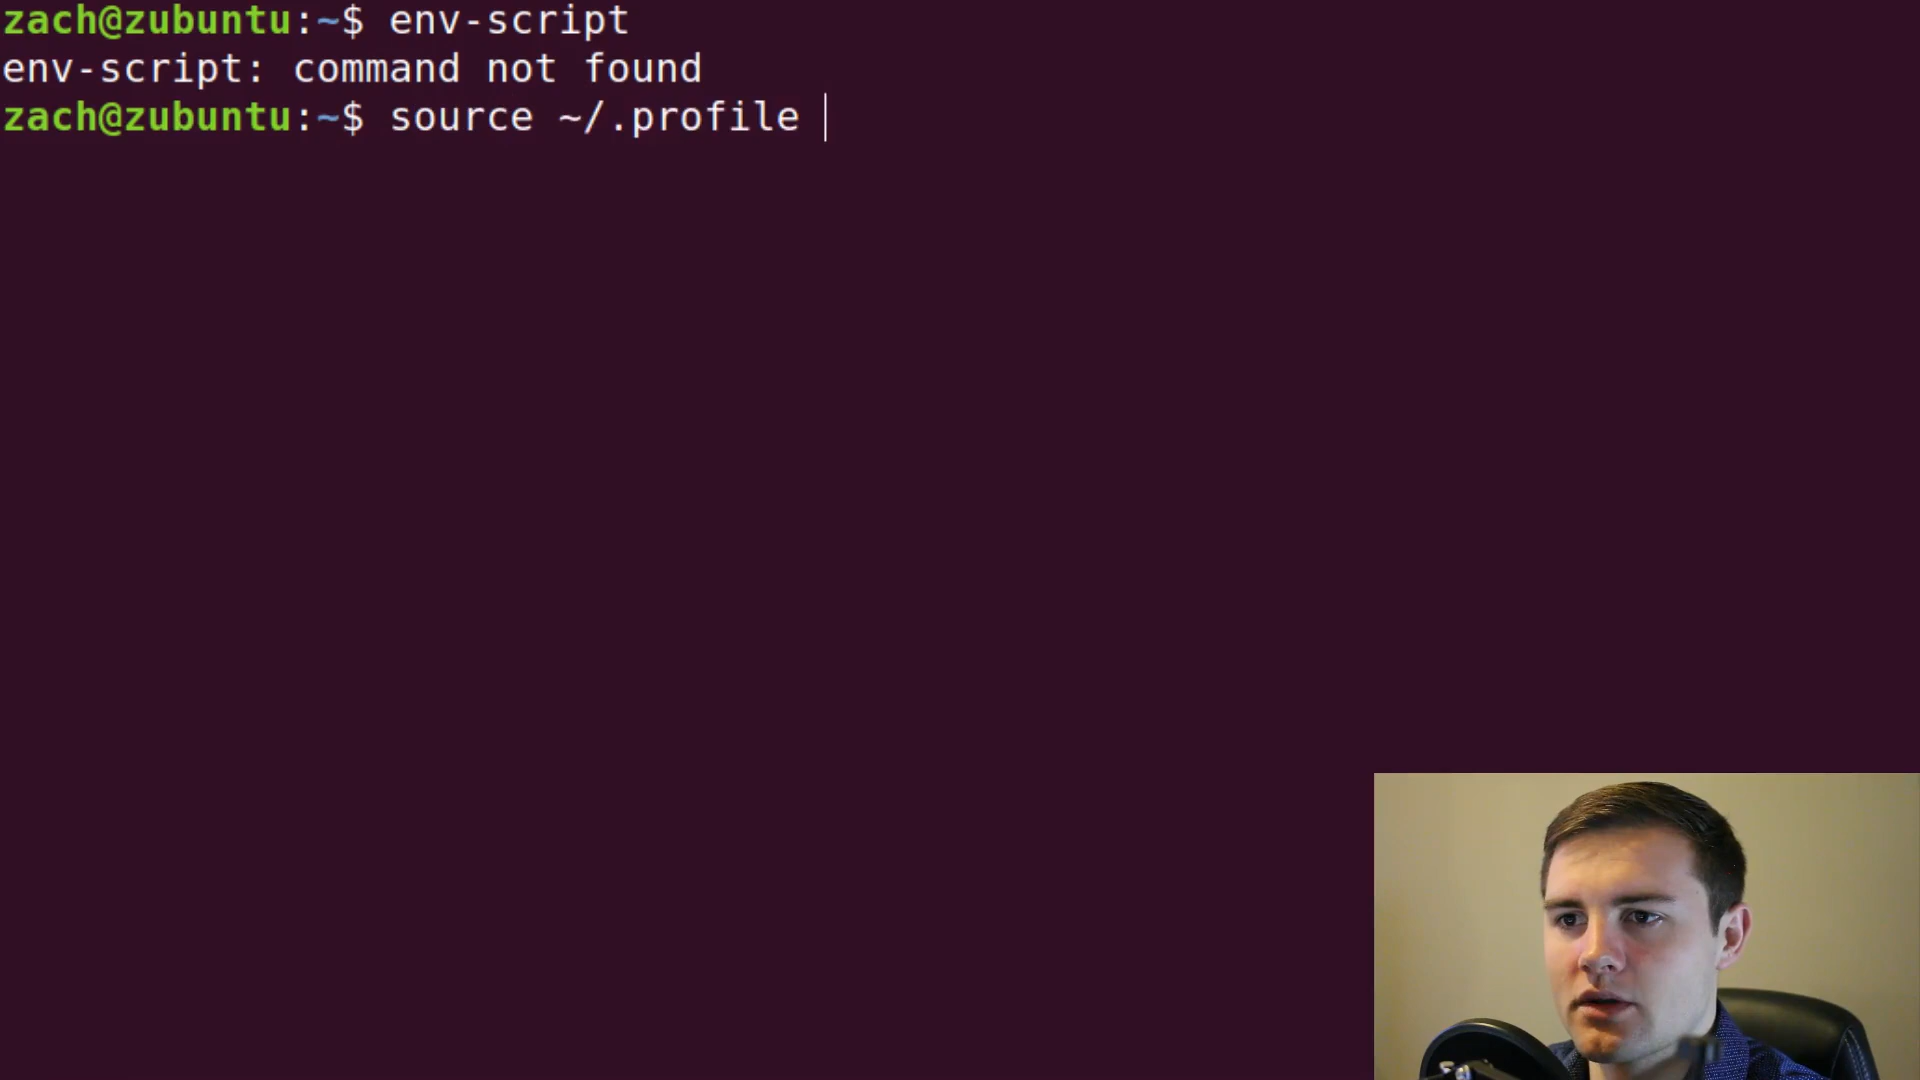 zach@zubuntu:~$ env-script
env-script: command not found
zach@zubuntu:~$ source ~/.profile